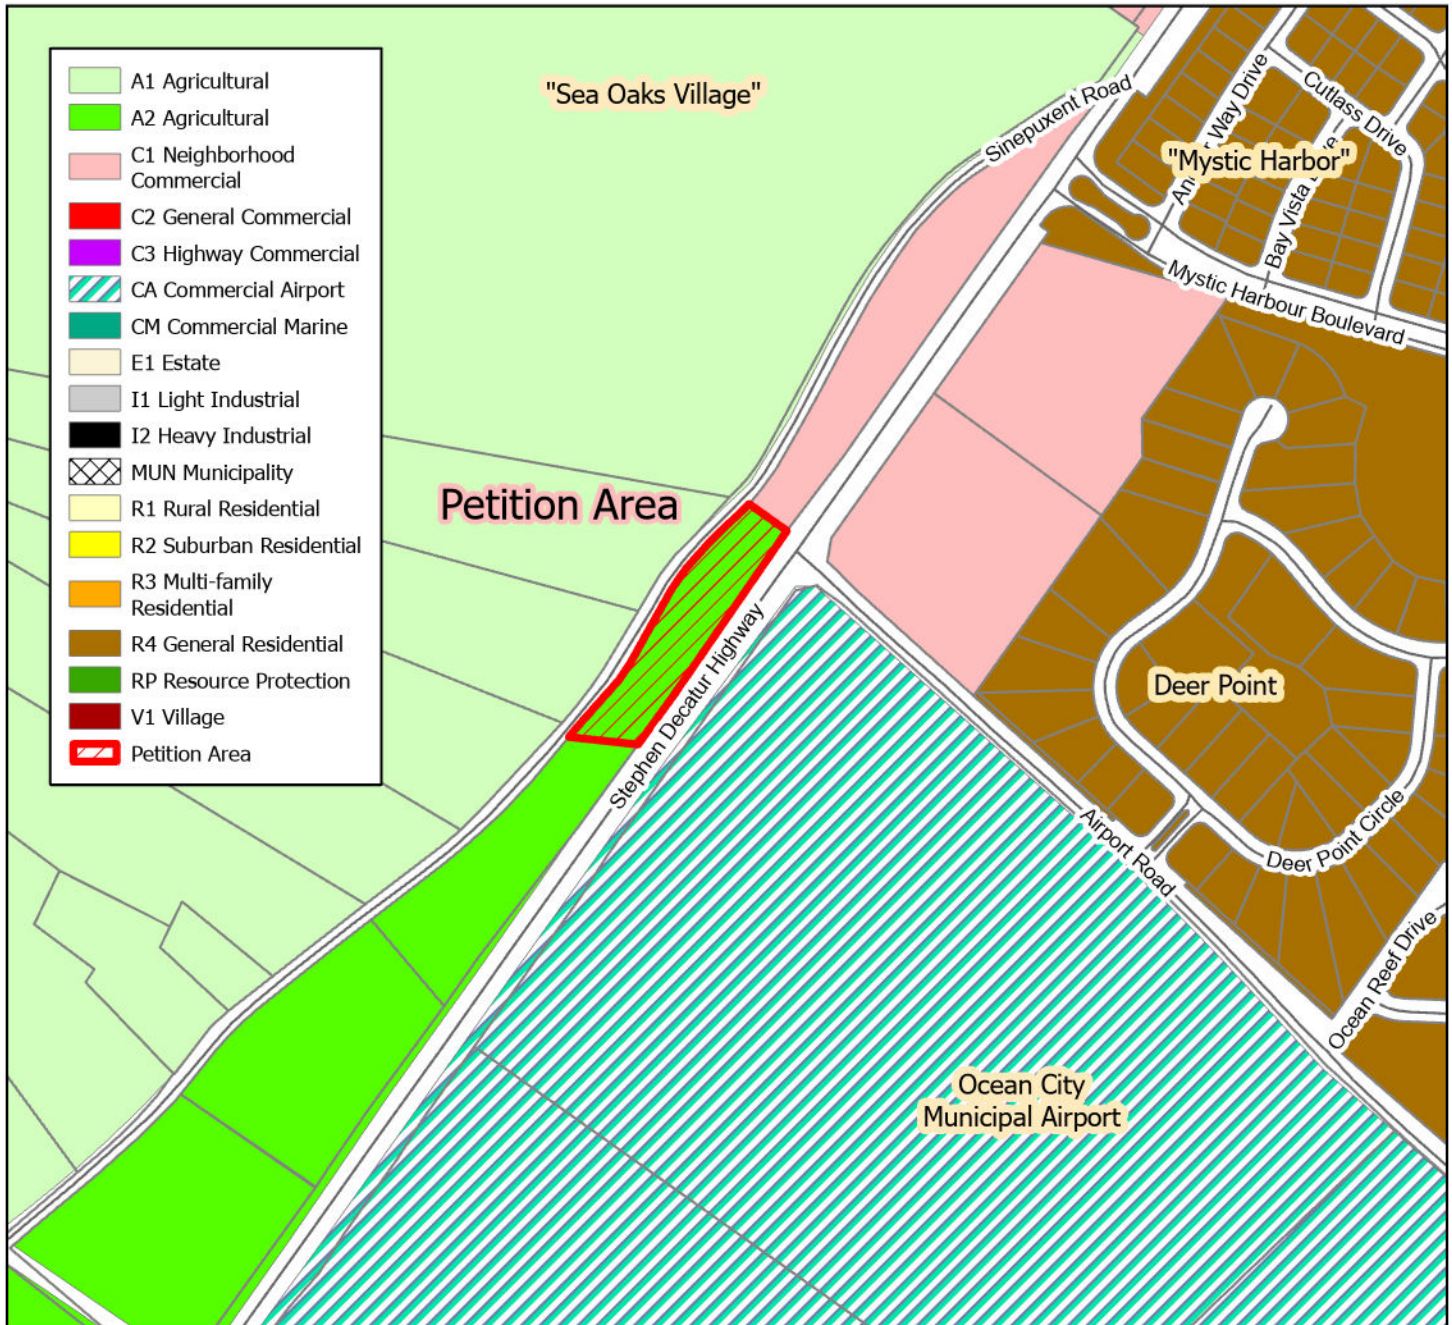 A1 Agricultural
A2 Agricultural
C1 Neighborhood
Commercial
C2 General Commercial
C3 Highway Commercial
CA Commercial Airport
CM Commercial Marine
E1 Estate
I1 Light Industrial
I2 Heavy Industrial
MUN Municipality
R1 Rural Residential
R2 Suburban Residential
R3 Multi-family
Residential
R4 General Residential
RP Resource Protection
V1 Village
Petition Area
"Sea Oaks Village"
Sinepuxent Road
Way Drive
Cutlass Drive
"Mystic Harbor"
Bay Vista
Mystic Harbour Boulevard
Petition Area
Stephen Decatur Highway
Deer Point
Airport Road
Deer Point Circle
Ocean Reef Drive
Ocean City
Municipal Airport